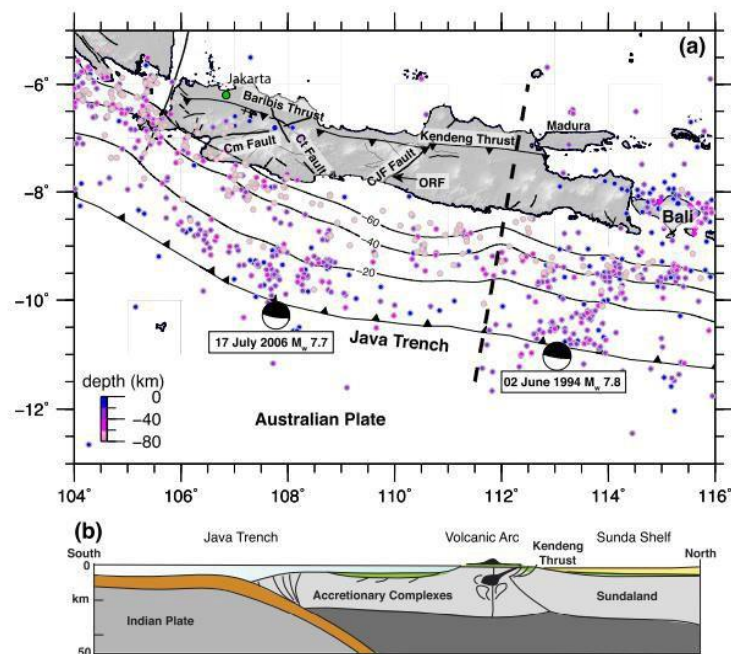 (a)
−6°
−7°
−8°
−9°
−10°
−11°
−12°
Jakarta
Baribis Thrust
Cm Fault
Ct Fault
CJF Fault
Kendeng Thrust
Madura
ORF
Bali
−60
−40
−20
17 July 2006 Mw 7.7
Java Trench
02 June 1994 Mw 7.8
Australian Plate
depth (km)
0
−40
−80
104°
106°
108°
110°
112°
114°
116°
(b)
South
Java Trench
Volcanic Arc
Kendeng
Thrust
Sunda Shelf
North
0
km
50
Indian Plate
Accretionary Complexes
Sundaland